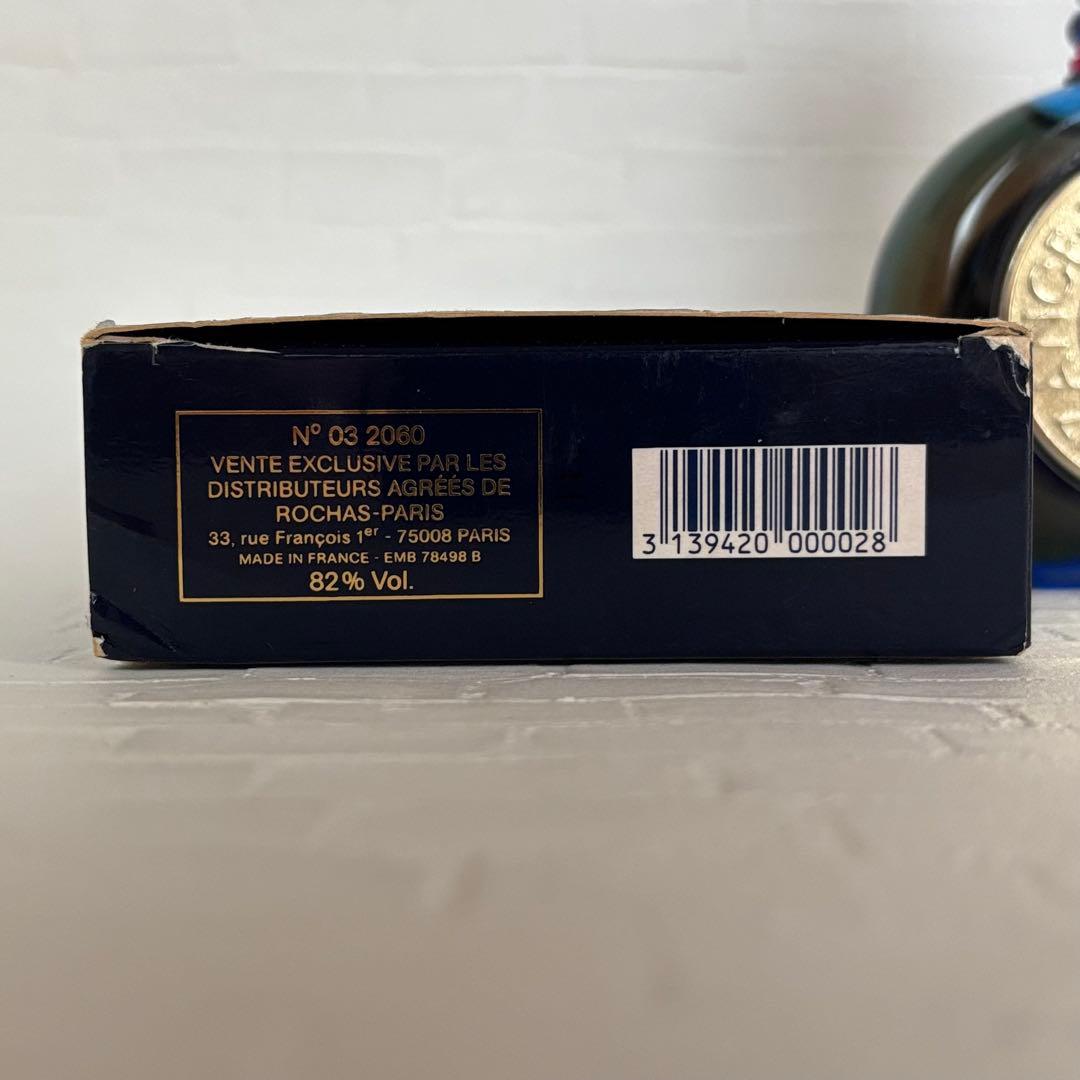 N° 03 2060
VENTE EXCLUSIVE PAR LES
DISTRIBUTEURS AGRÉÉS DE
ROCHAS-PARIS
33, rue François 1er - 75008 PARIS
MADE IN FRANCE - EMB 78498 B
82% Vol.
3 139420 000028